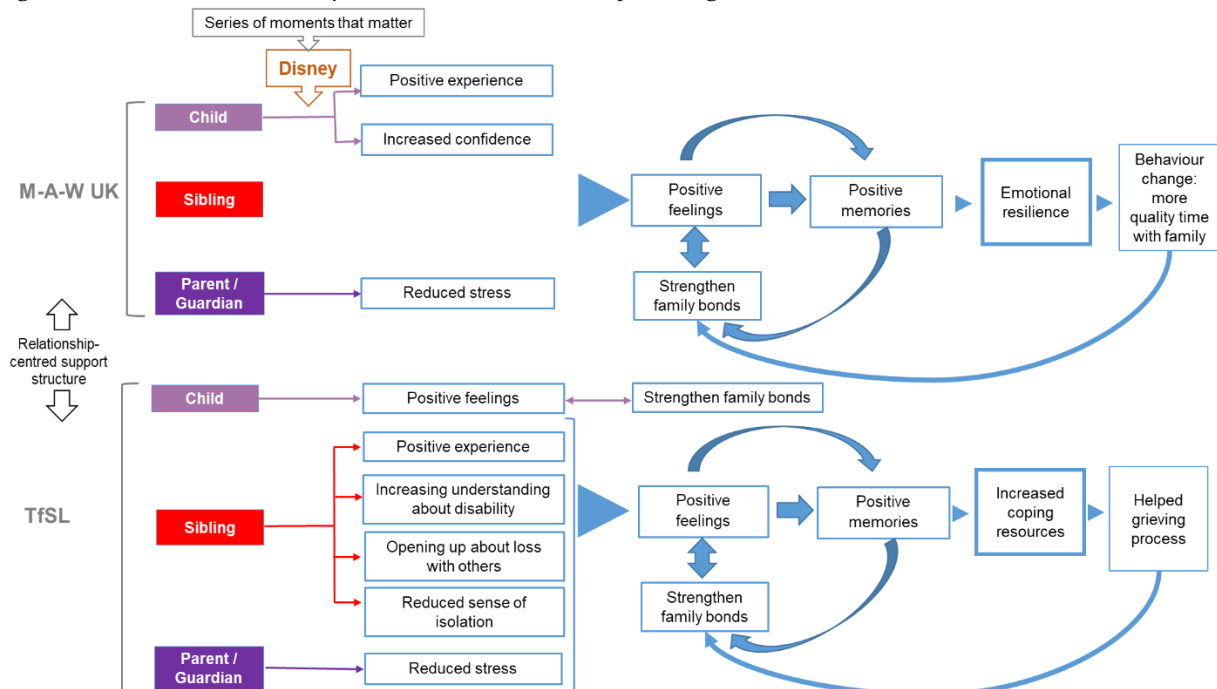 Series of moments that matter
Disney
Positive experience
Child
Increased confidence
M-A-W UK
Sibling
Positive
feelings
Positive
memories
Emotional
resilience
Behaviour
change:
more
quality time
with family
Parent /
Guardian
Reduced stress
Strengthen
family bonds
Relationship-
centred support
structure
Child
Positive feelings
Strengthen family bonds
Positive experience
Increasing understanding
about disability
TfSL
Sibling
Opening up about loss
with others
Reduced sense of
isolation
Positive
feelings
Positive
memories
Increased
coping
resources
Helped
grieving
process
Strengthen
family bonds
Parent /
Guardian
Reduced stress